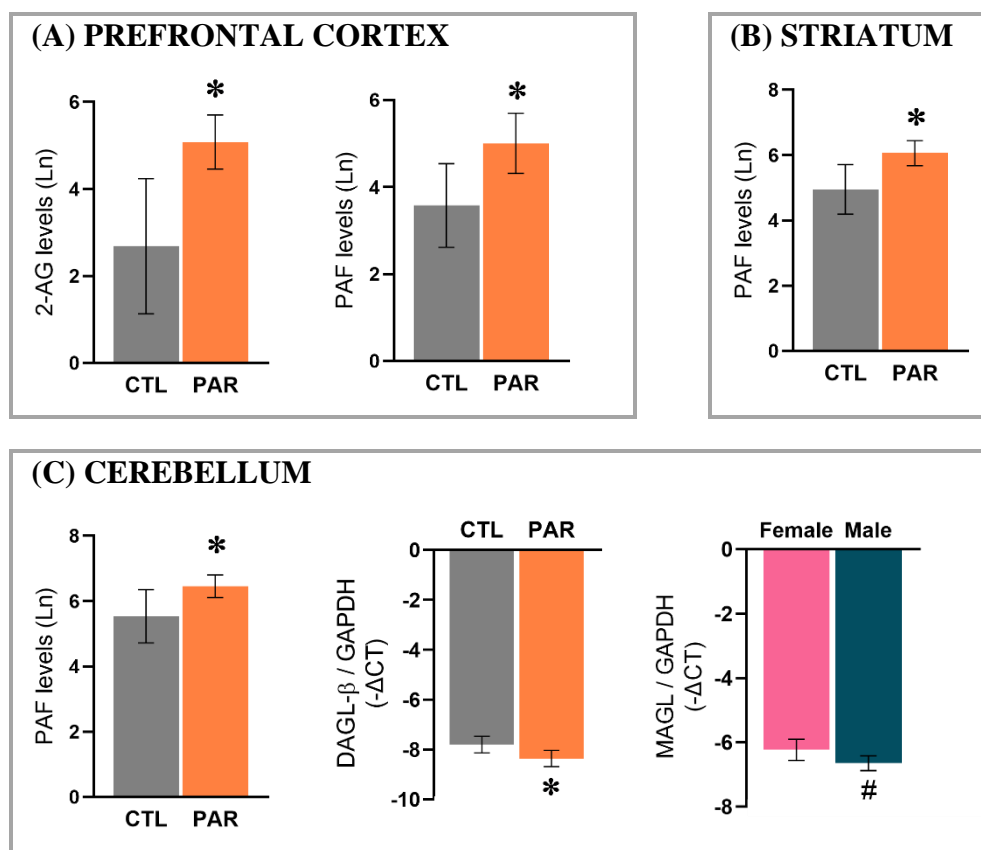 (A) PREFRONTAL CORTEX
2-AG levels (Ln)
6
4
2
0
*
CTL PAR
PAF levels (Ln)
6
4
2
0
*
CTL PAR
(B) STRIATUM
PAF levels (Ln)
8
6
4
2
0
*
CTL PAR
(C) CEREBELLUM
PAF levels (Ln)
8
6
4
2
0
*
CTL PAR
DAGL-β / GAPDH
(-ΔCT)
CTL PAR
0
-2
-4
-6
-8
-10
*
MAGL / GAPDH
(-ΔCT)
Female Male
0
-2
-4
-6
-8
#